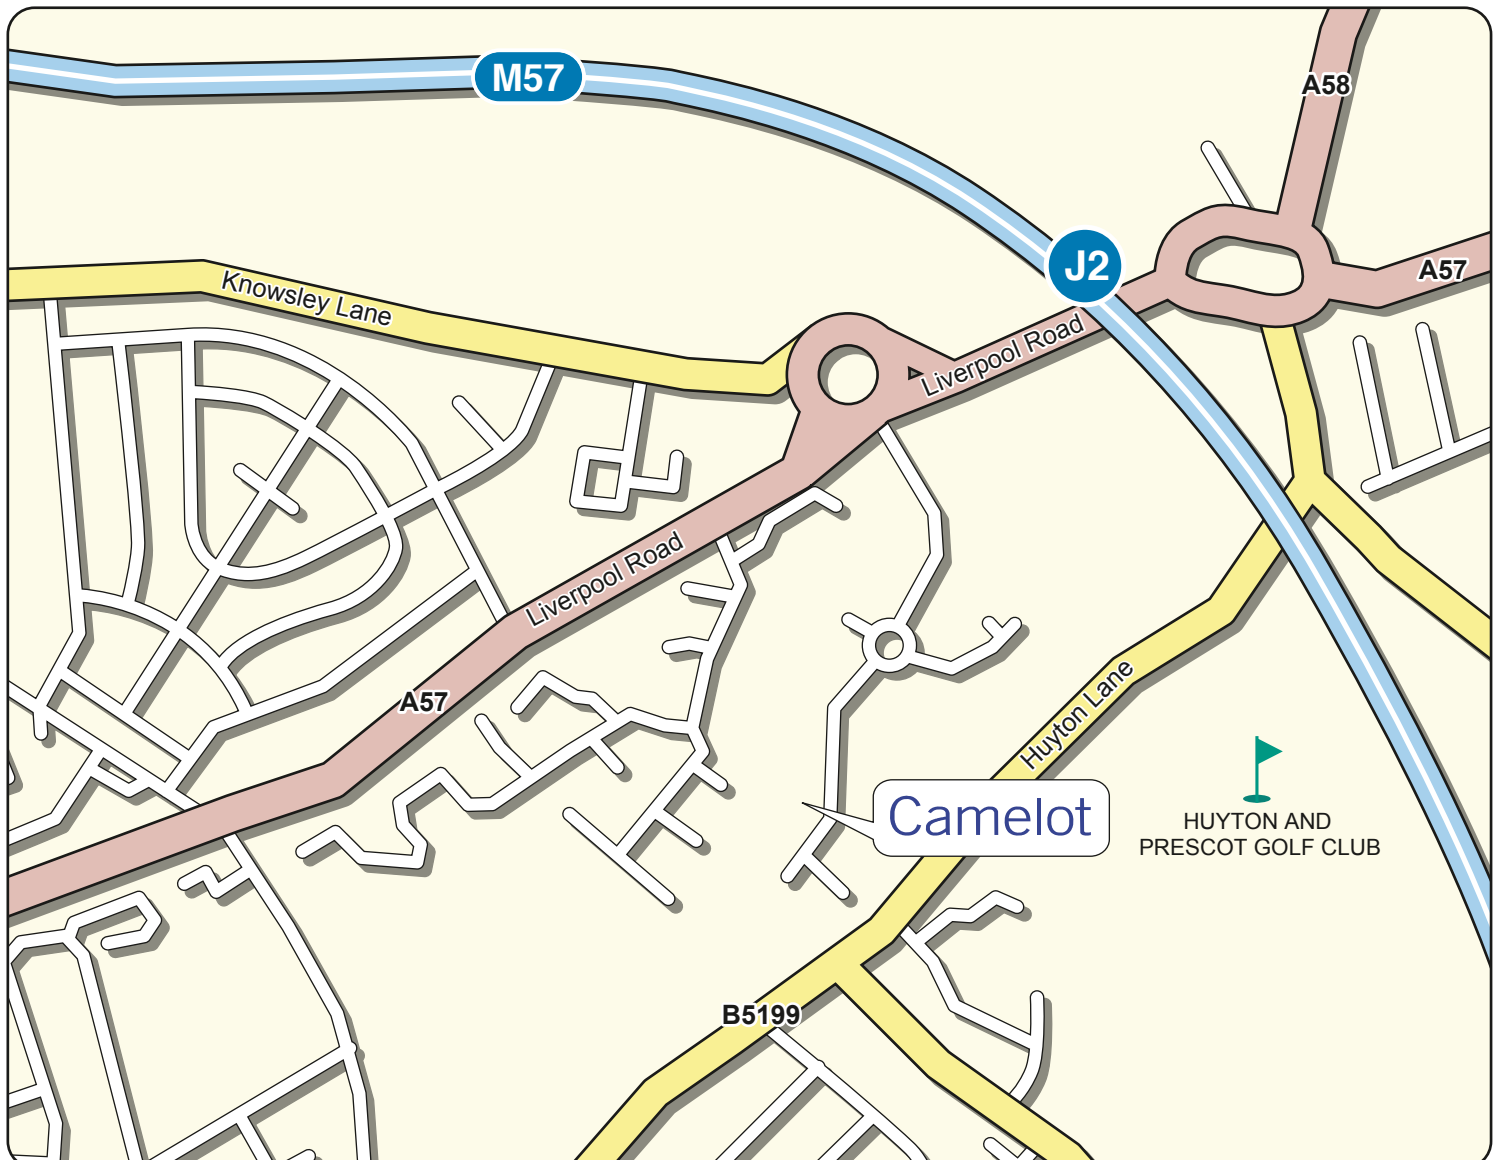 M57
A58
J2
A57
Knowsley Lane
Liverpool Road
Liverpool Road
A57
Huyton Lane
Camelot
HUYTON AND
PRESCOT GOLF CLUB
B5199